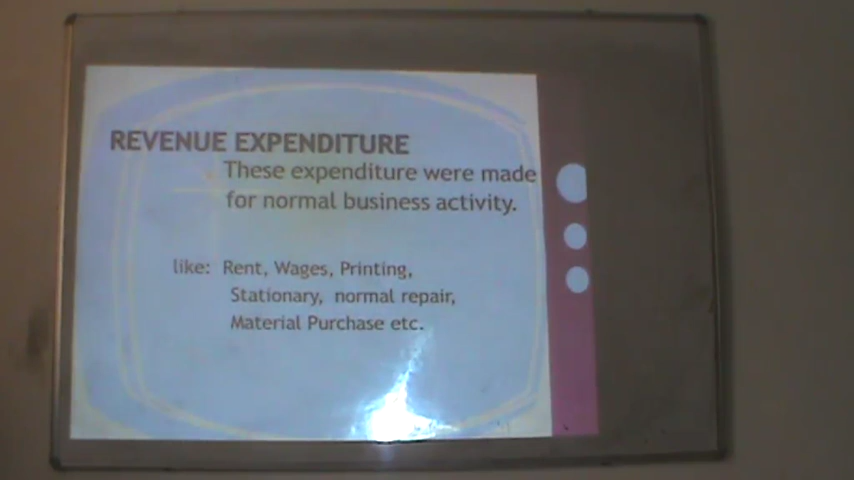 REVENUE EXPENDITURE
These expenditure were made
for normal business activity.
like: Rent, Wages, Printing,
Stationary, normal repair,
Material Purchase etc.